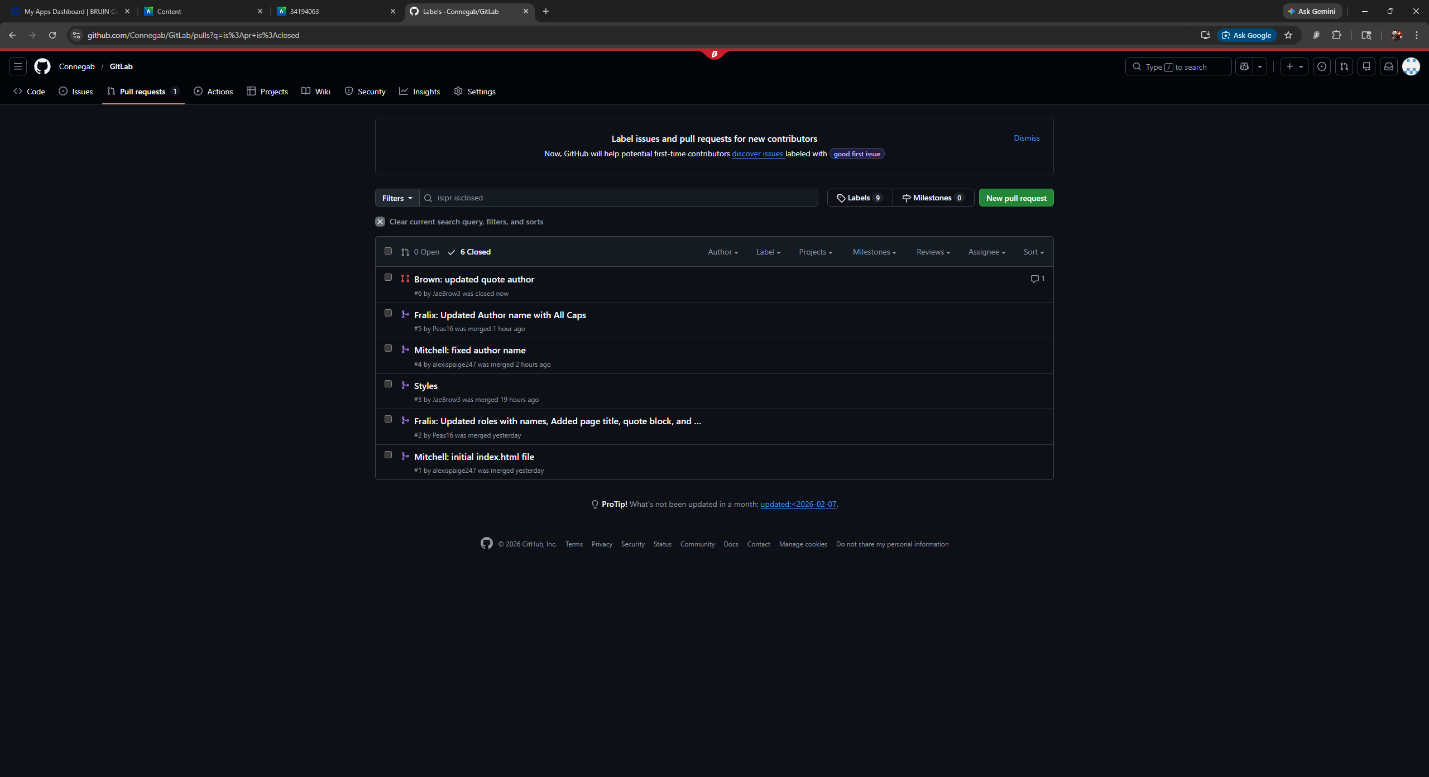 My Apps Dashboard | BRUIN C
Content
34194063
Labels · Connegab/GitLab
Ask Gemini
github.com/Connegab/GitLab/pulls?q=is%3Apr+is%3Aclosed
Ask Google
Connegab / GitLab
Type / to search
Code
Issues
Pull requests 1
Actions
Projects
Wiki
Security
Insights
Settings
Label issues and pull requests for new contributors
Dismiss
Now, GitHub will help potential first-time contributors discover issues labeled with good first issue
Filters
is:pr is:closed
Labels 9
Milestones 0
New pull request
Clear current search query, filters, and sorts
0 Open
6 Closed
Author
Label
Projects
Milestones
Reviews
Assignee
Sort
Brown: updated quote author
1
#6 by JaeBrow3 was closed now
Fralix: Updated Author name with All Caps
#5 by Peas16 was merged 1 hour ago
Mitchell: fixed author name
#4 by alexispaige247 was merged 2 hours ago
Styles
#3 by JaeBrow3 was merged 19 hours ago
Fralix: Updated roles with names, Added page title, quote block, and ...
#2 by Peas16 was merged yesterday
Mitchell: initial index.html file
#1 by alexispaige247 was merged yesterday
ProTip! What's not been updated in a month: updated:<2026-02-07.
© 2026 GitHub, Inc.
Terms
Privacy
Security
Status
Community
Docs
Contact
Manage cookies
Do not share my personal information